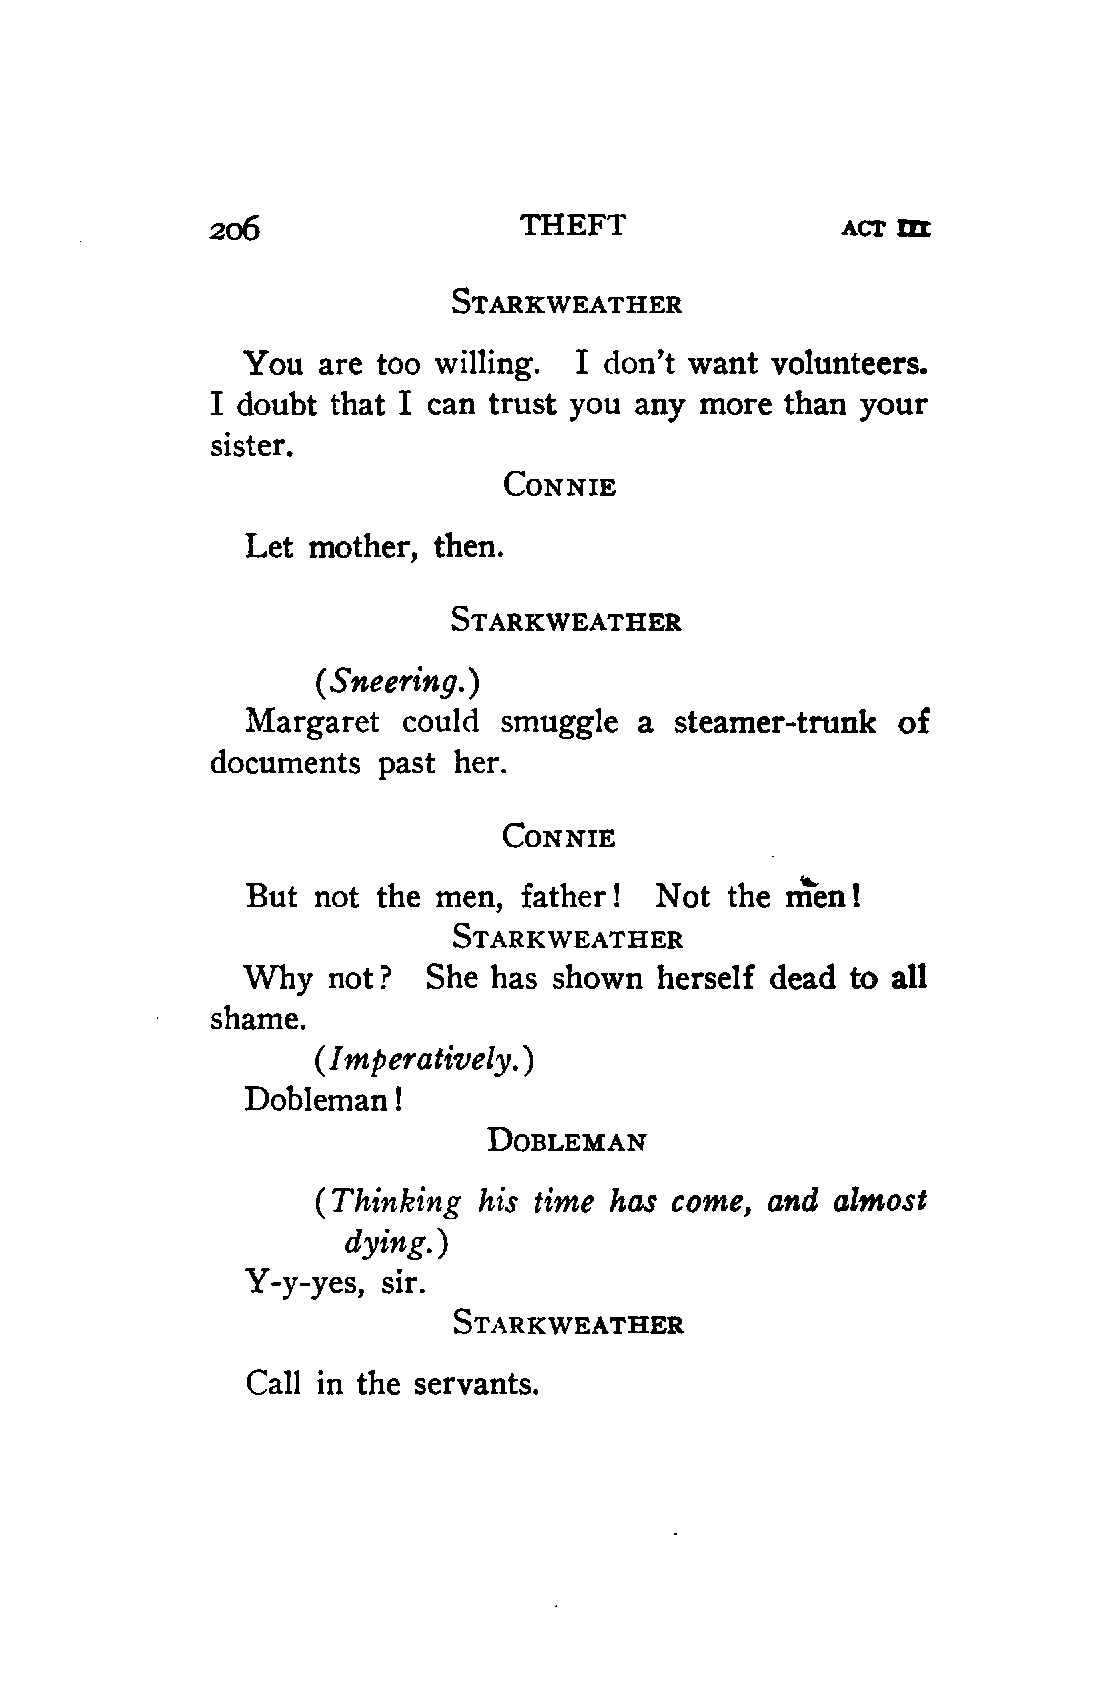 206 THEFT ACT III
STARKWEATHER
You are too willing. I don't want volunteers.
I doubt that I can trust you any more than your
sister.
CONNIE
Let mother, then.
STARKWEATHER
(Sneering.)
Margaret could smuggle a steamer-trunk of
documents past her.
CONNIE
But not the men, father! Not the men!
STARKWEATHER
Why not? She has shown herself dead to all
shame.
(Imperatively.)
Dobleman!
DOBLEMAN
(Thinking his time has come, and almost
dying.)
Y-y-yes, sir.
STARKWEATHER
Call in the servants.